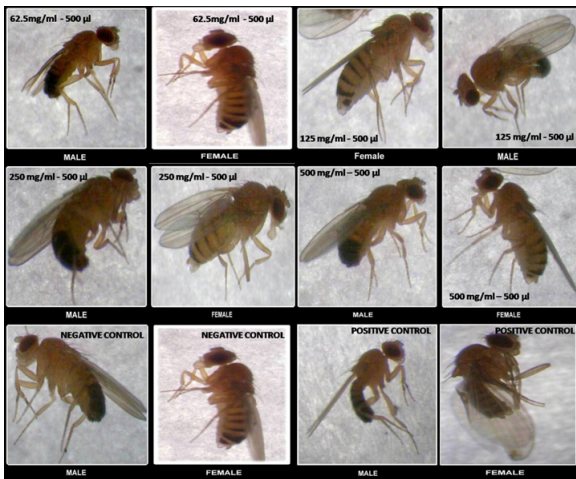 62.5mg/ml - 500 µl
62.5mg/ml - 500 µl
125 mg/ml - 500 µl
125 mg/ml - 500 µl
MALE
FEMALE
Female
MALE
250 mg/ml - 500 µl
250 mg/ml - 500 µl
500 mg/ml – 500 µl
500 mg/ml – 500 µl
MALE
FEMALE
MALE
FEMALE
NEGATIVE CONTROL
NEGATIVE CONTROL
POSITIVE CONTROL
POSITIVE CONTROL
MALE
FEMALE
MALE
FEMALE